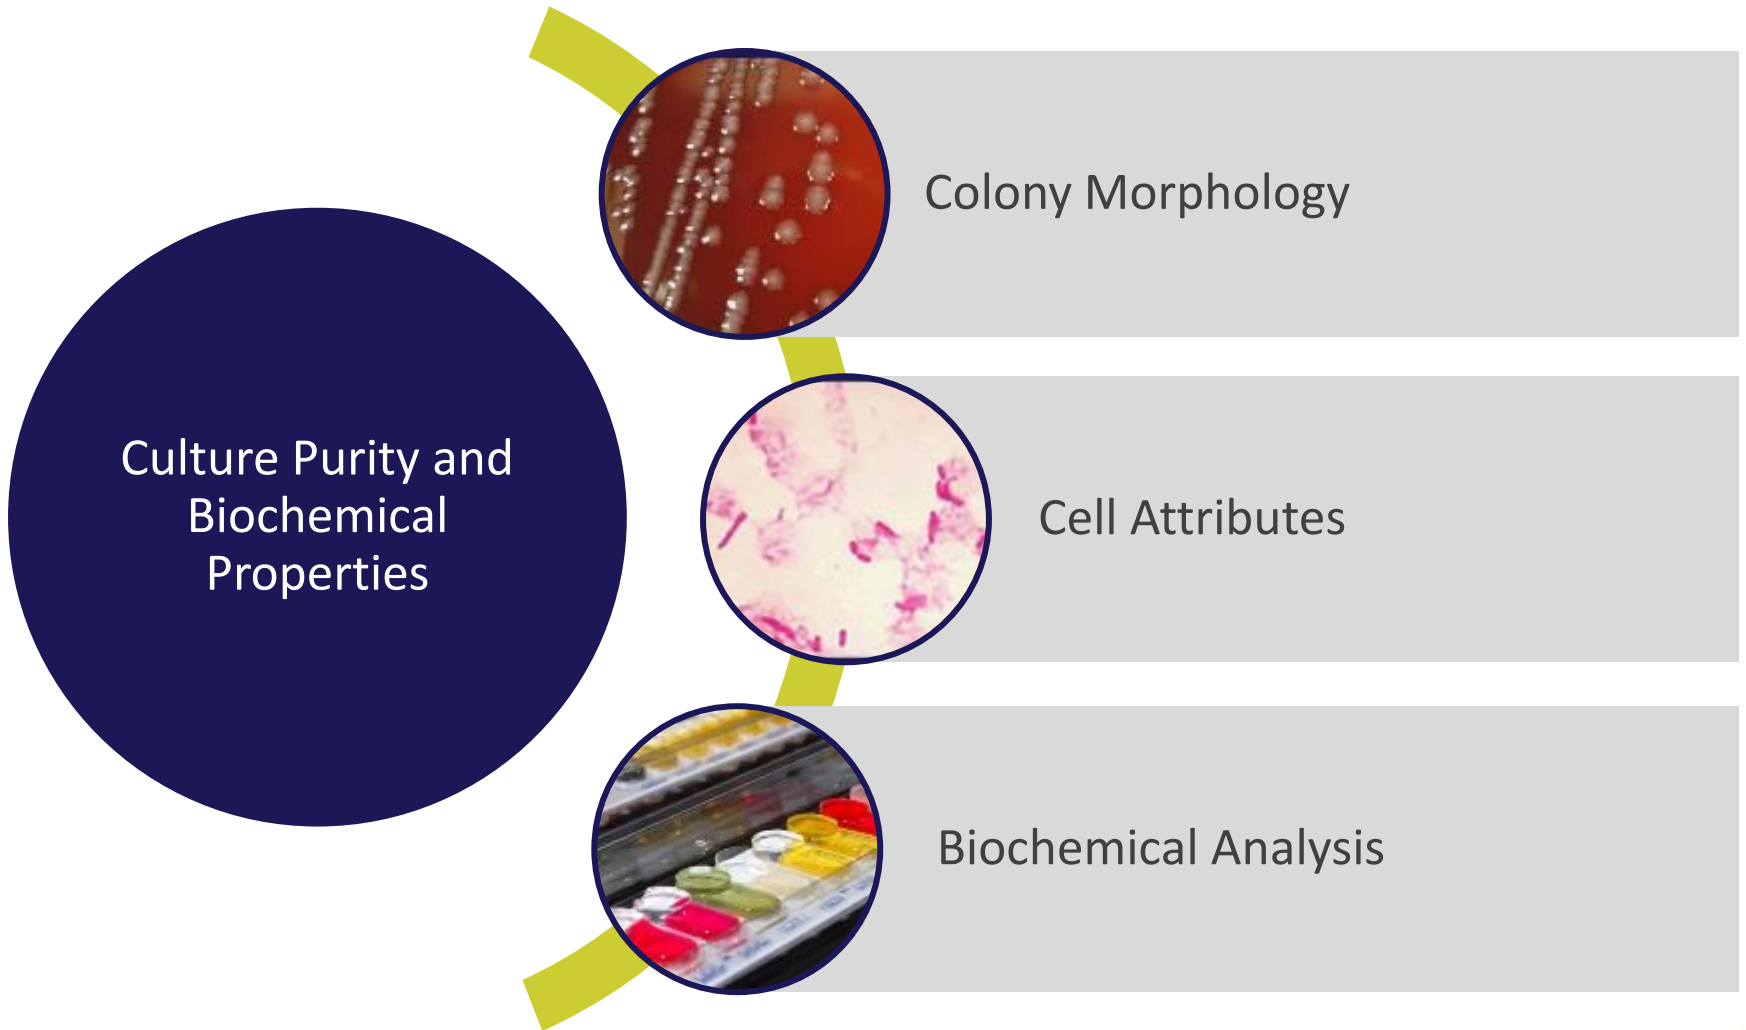 Culture Purity and
Biochemical
Properties
Colony Morphology
Cell Attributes
Biochemical Analysis